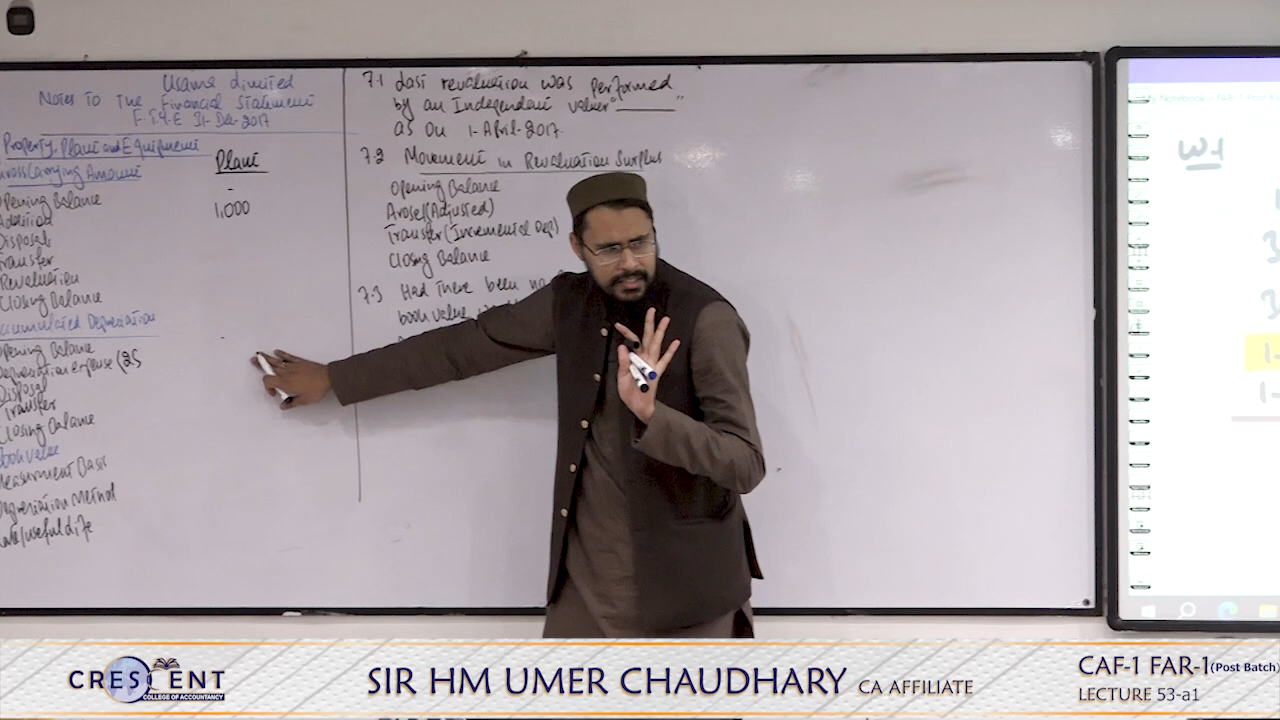 Usama Limited
Notes To The Financial Statement
F.T.Y.E 31-Dec-2017
Property, Plant and Equipment
Plant
Gross Carrying Amount
Opening Balance -
Addition 1,000
Disposal
Transfer
Revaluation
Closing Balance
Accumulated Depreciation
Opening Balance
Depreciation expense (25
Disposal
Transfer
Closing Balance
Book value
Measurment Basis
Depreciation Method
useful life
7.1 Last revaluation was performed
by an Independent valuer "______"
as on 1-April-2017.
7.2 Movement in Revaluation Surplus
Opening Balance
Arosel(Adjusted)
Transfer (Incremental Dep)
Closing Balance
7.3 Had There been no
book value
W-1
CRESCENT
COLLEGE OF ACCOUNTANCY
SIR HM UMER CHAUDHARY, CA AFFILIATE
CAF-1 FAR-1(Post Batch)
LECTURE 53-a1